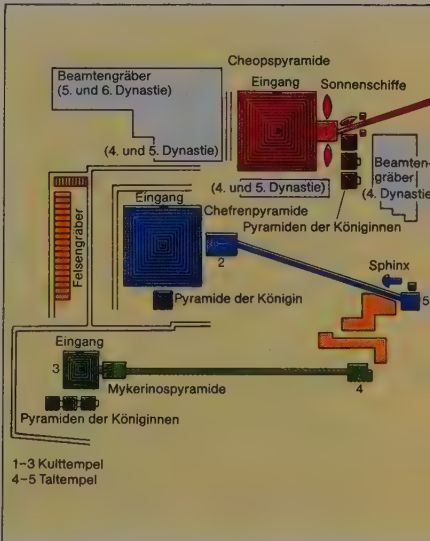 Cheopspyramide
Beamtengräber
(5. und 6. Dynastie)
Eingang
Sonnenschiffe
(4. und 5. Dynastie)
Beamten-
gräber
(4. Dynastie
(4. und 5. Dynastie)
Pyramiden der Königinnen
Felsengräber
Eingang
Chefrenpyramide
2
Sphinx
5
Pyramide der Königin
Eingang
3
Mykerinospyramide
4
Pyramiden der Königinnen
1–3 Kulttempel
4–5 Taltempel